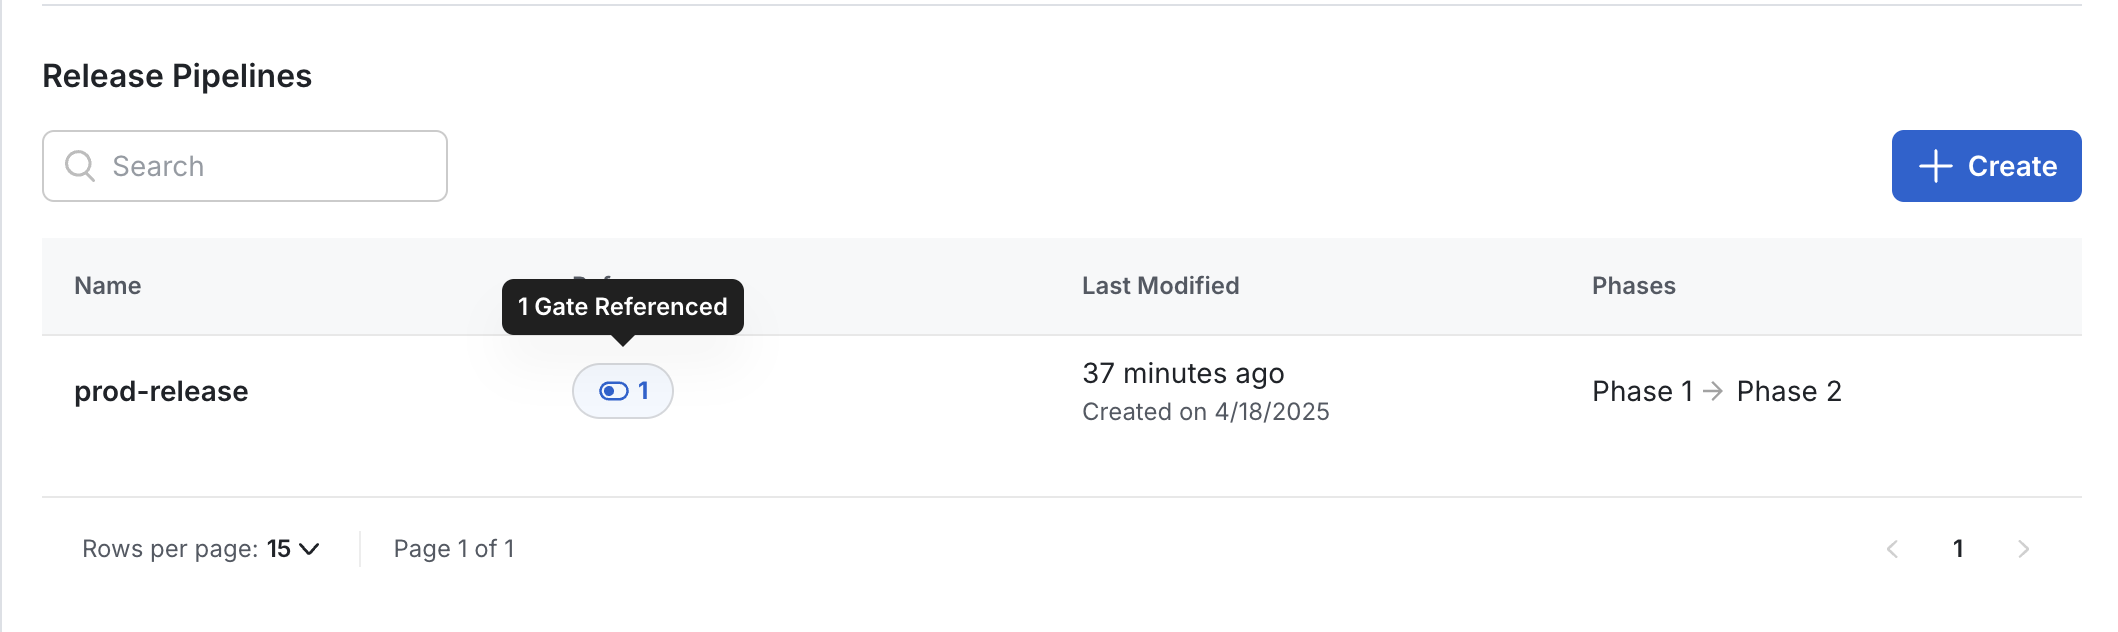 Release Pipelines
Search
Create
Name
Last Modified
Phases
1 Gate Referenced
prod-release
1
37 minutes ago
Created on 4/18/2025
Phase 1 → Phase 2
Rows per page: 15
Page 1 of 1
1